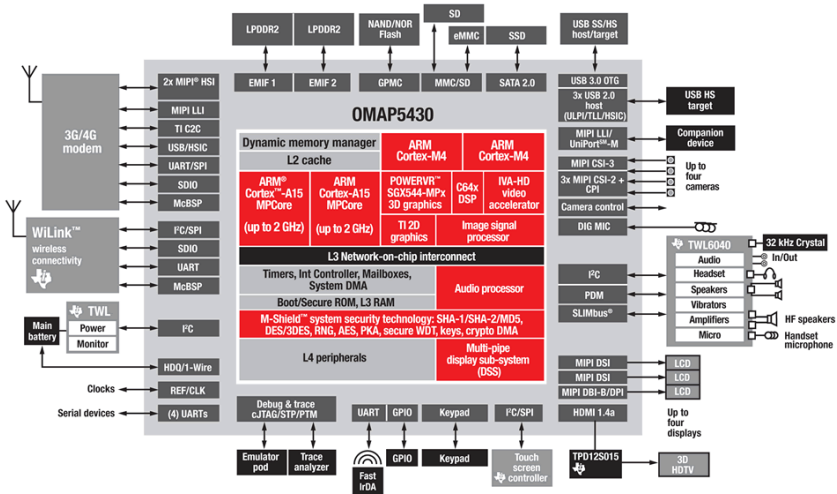 LPDDR2
LPDDR2
NAND/NOR
Flash
SD
eMMC
SSD
USB SS/HS
host/target
EMIF 1
EMIF 2
GPMC
MMC/SD
SATA 2.0
USB 3.0 OTG
OMAP5430
3G/4G
modem
2x MIPI® HSI
MIPI LLI
TI C2C
USB/HSIC
UART/SPI
SDIO
McBSP
WiLink™
wireless
connectivity
I²C/SPI
SDIO
UART
McBSP
TWL
Power
Monitor
Main
battery
I²C
HDQ/1-Wire
Clocks
REF/CLK
Serial devices
(4) UARTs
Dynamic memory manager
L2 cache
ARM
Cortex-M4
ARM
Cortex-M4
ARM®
Cortex™-A15
MPCore
(up to 2 GHz)
ARM
Cortex-A15
MPCore
(up to 2 GHz)
POWERVR™
SGX544-MPx
3D graphics
C64x
DSP
IVA-HD
video
accelerator
TI 2D
graphics
Image signal
processor
L3 Network-on-chip interconnect
Timers, Int Controller, Mailboxes,
System DMA
Boot/Secure ROM, L3 RAM
Audio processor
M-Shield™ system security technology: SHA-1/SHA-2/MD5,
DES/3DES, RNG, AES, PKA, secure WDT, keys, crypto DMA
L4 peripherals
Multi-pipe
display sub-system
(DSS)
3x USB 2.0
host
(ULPI/TLL/HSIC)
USB HS
target
MIPI LLI/
UniPort℠-M
Companion
device
MIPI CSI-3
3x MIPI CSI-2 +
CPI
Up to
four
cameras
Camera control
DIG MIC
I²C
PDM
SLIMbus®
TWL6040
Audio
Headset
Speakers
Vibrators
Amplifiers
Micro
32 kHz Crystal
In/Out
HF speakers
Handset
microphone
MIPI DSI
LCD
MIPI DSI
LCD
MIPI DBI-B/DPI
LCD
HDMI 1.4a
Up to
four
displays
TPD12S015
3D
HDTV
Debug & trace
cJTAG/STP/PTM
UART
GPIO
Keypad
I²C/SPI
Emulator
pod
Trace
analyzer
Fast
IrDA
GPIO
Keypad
Touch
screen
controller